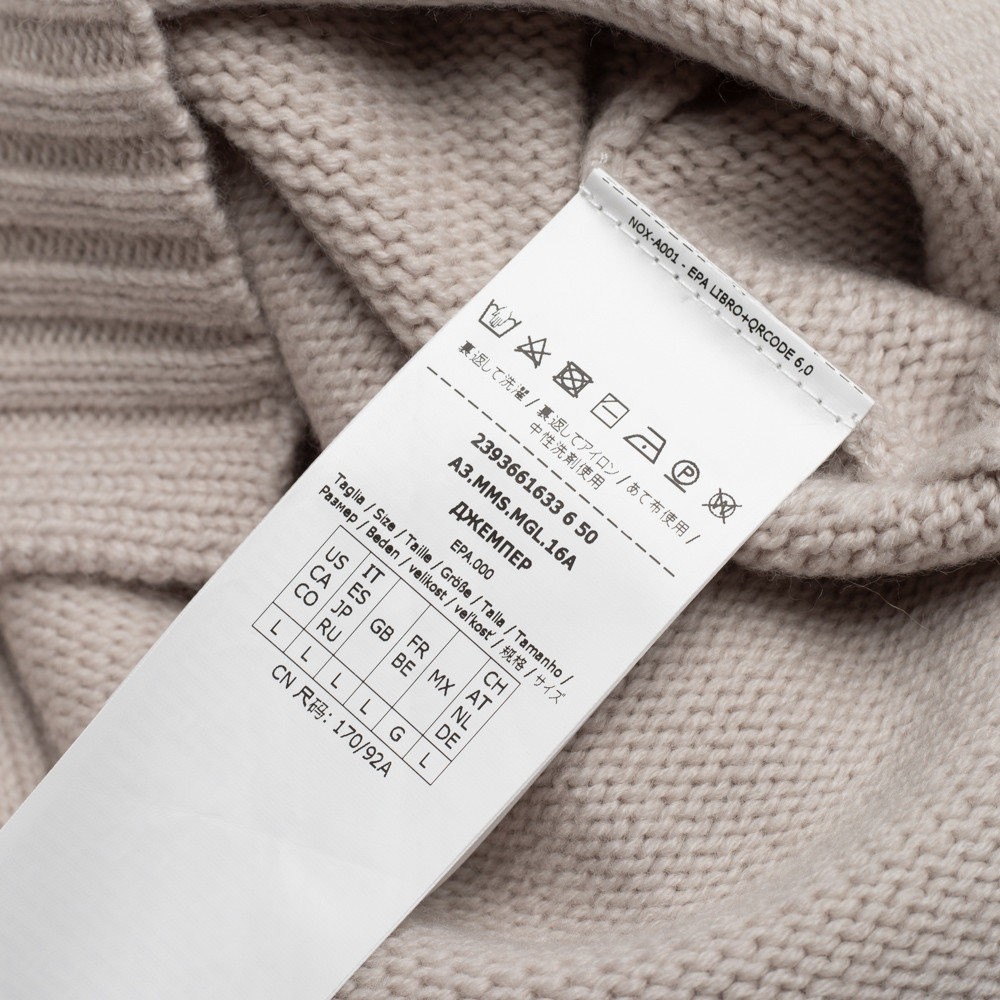 NOX-A001 - EPA LIBRO+QRCODE 6,0
裏返して洗濯 / 裏返してアイロン / あて布使用 /
中性洗剤使用
2393661633 6 50
A3.MMS.MGL.16A
ДЖЕМПЕР
EPA.000
Taglia / Size / Taille / Größe / Talla / Tamanho /
Размер / Beden / velikost / veľkosť / 规格 / サイズ
US CA CO
IT ES JP RU
GB
FR BE
MX
CH AT NL DE
L L L L G L
CN 尺码: 170/92A